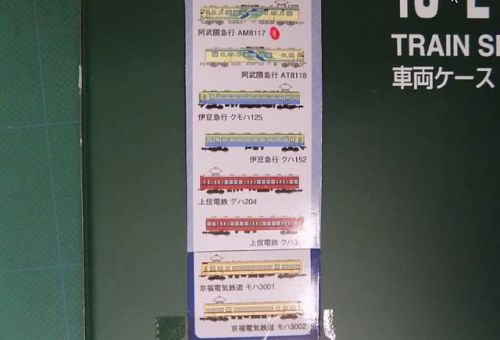 阿武隈急行 AM8117
阿武隈急行 AT8118
伊豆急行 クモハ125
伊豆急行 クハ152
上信電鉄 デハ204
上信電鉄 クハ
京福電気鉄道 モハ3001
京福電気鉄道 モハ3002
TRAIN
車両ケース